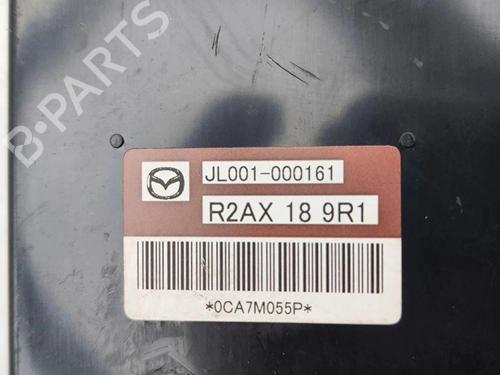 B-PARTS
JL001-000161
R2AX 18 9R1
*0CA7M055P*